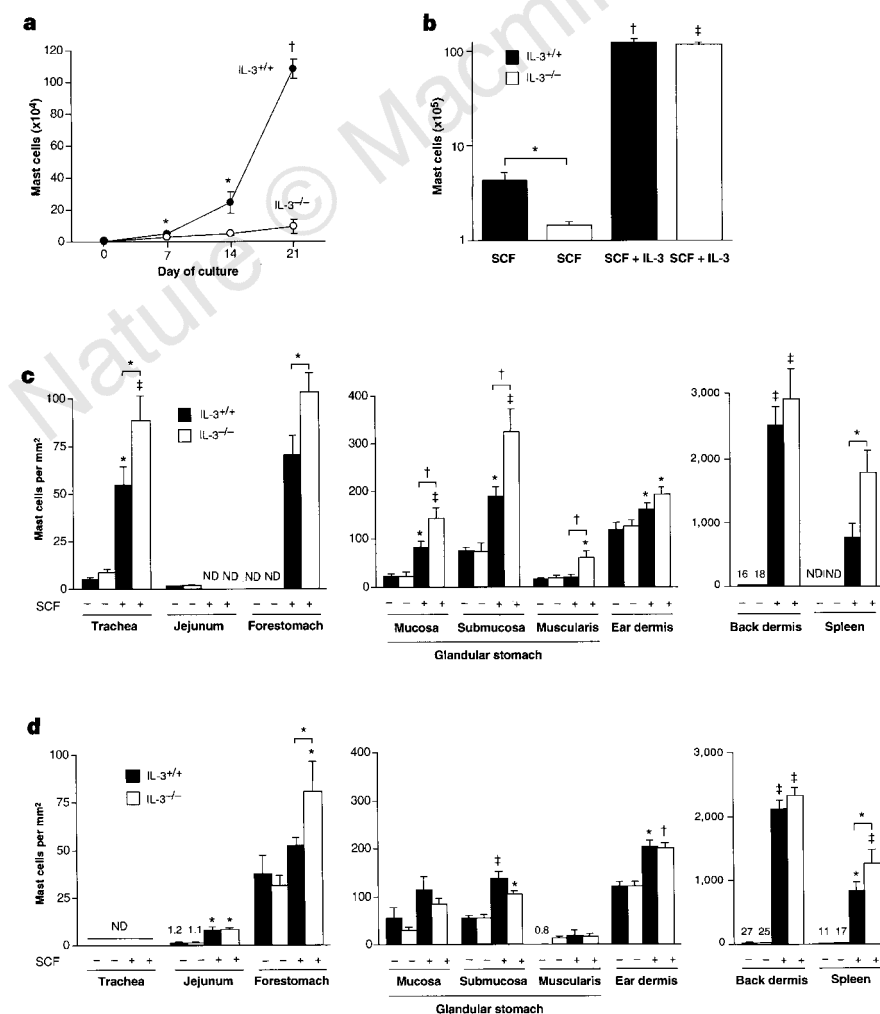 Nature © Macm
a
Mast cells (x10⁴)
120
100
80
60
40
20
0
IL-3+/+
†
*
*
IL-3−/−
0 7 14 21
Day of culture
b
Mast cells (x10⁵)
100
10
1
IL-3+/+
IL-3−/−
*
† ‡
SCF SCF SCF + IL-3 SCF + IL-3
c
Mast cells per mm²
100
75
50
25
0
IL-3+/+
IL-3−/−
* ‡ *
*
ND ND ND ND
SCF − − + + − − + + − − + +
Trachea Jejunum Forestomach
400
300
200
100
0
† * ‡
† * ‡
† *
* *
− − + + − − + + − − + + − − + +
Mucosa Submucosa Muscularis Ear dermis
Glandular stomach
3,000
2,000
1,000
0
‡ ‡
*
16 18 ND ND
− − + + − − + +
Back dermis Spleen
d
Mast cells per mm²
100
75
50
25
0
IL-3+/+
IL-3−/−
*
*
ND
1.2 1.1 * *
SCF − − + + − − + + − − + +
Trachea Jejunum Forestomach
400
300
200
100
0
‡ *
0.8
* †
− − + + − − + + − − + + − − + +
Mucosa Submucosa Muscularis Ear dermis
Glandular stomach
3,000
2,000
1,000
0
‡ ‡
*
* ‡
27 25 11 17
− − + + − − + +
Back dermis Spleen